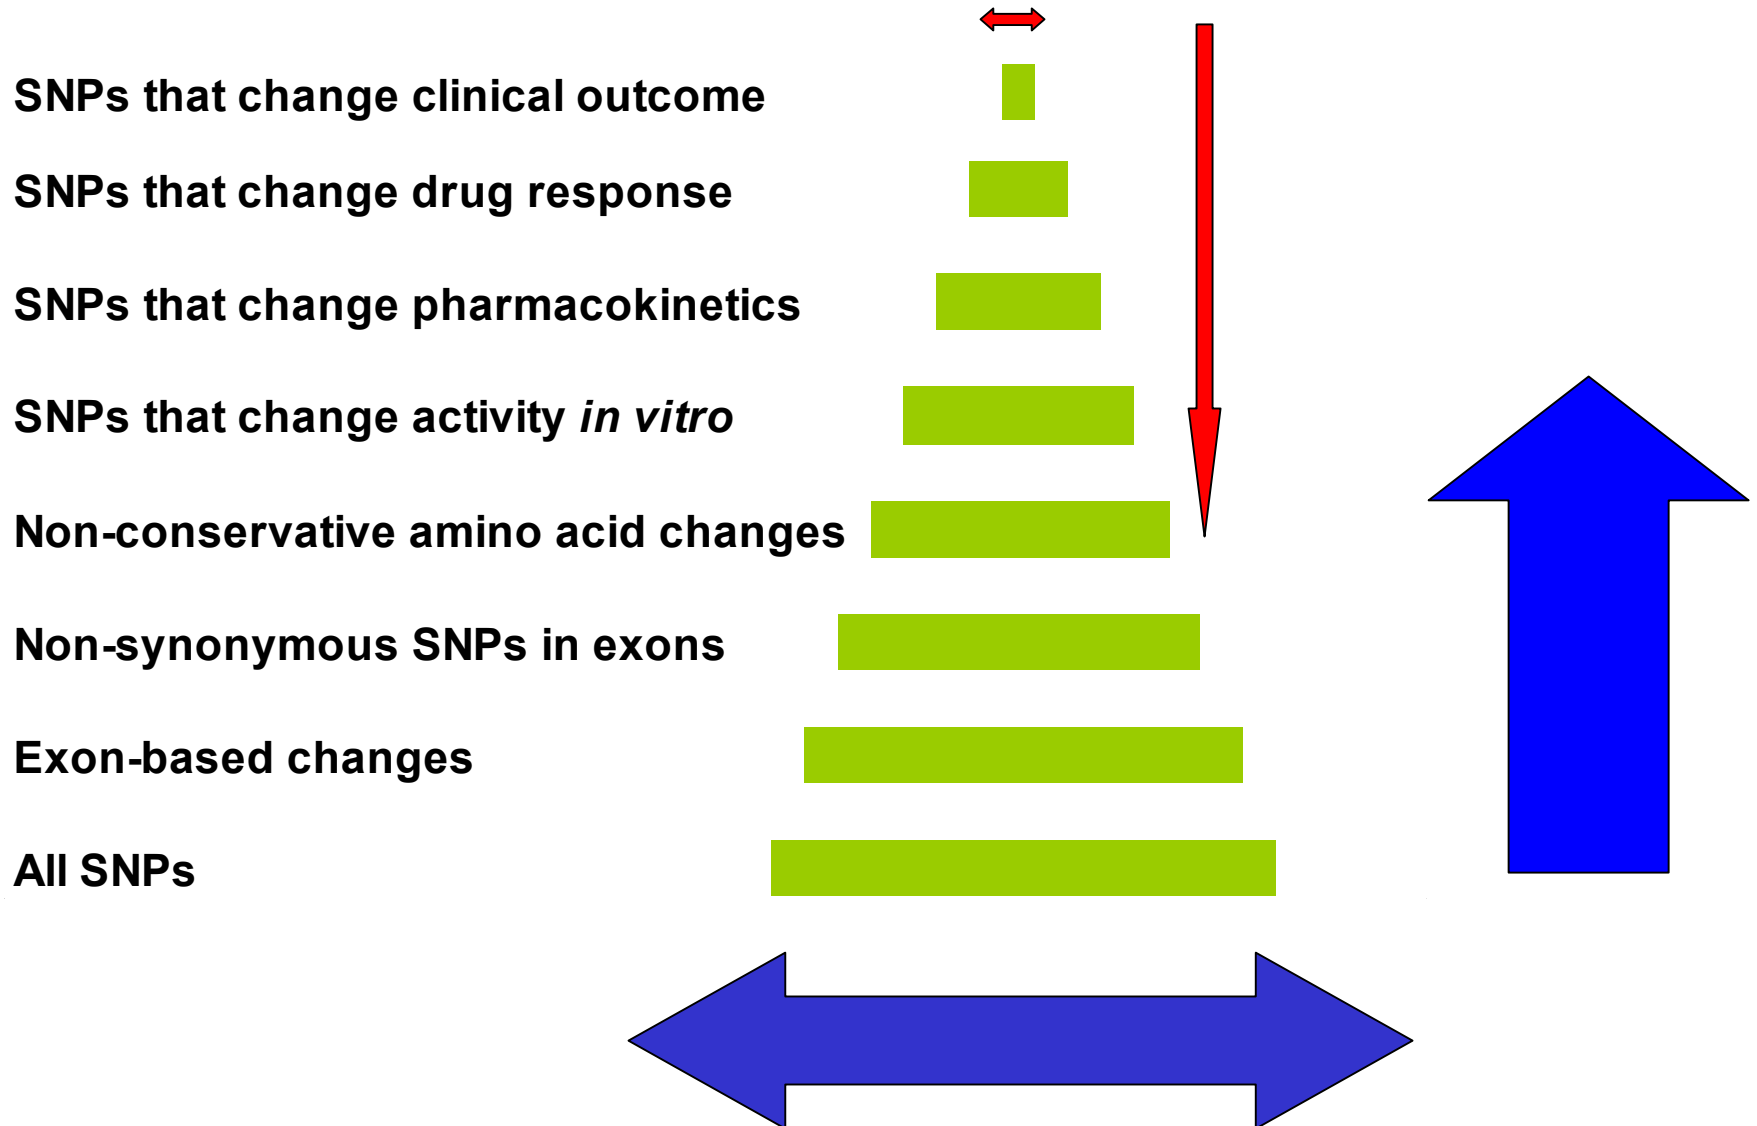 SNPs that change clinical outcome
SNPs that change drug response
SNPs that change pharmacokinetics
SNPs that change activity in vitro
Non-conservative amino acid changes
Non-synonymous SNPs in exons
Exon-based changes
All SNPs